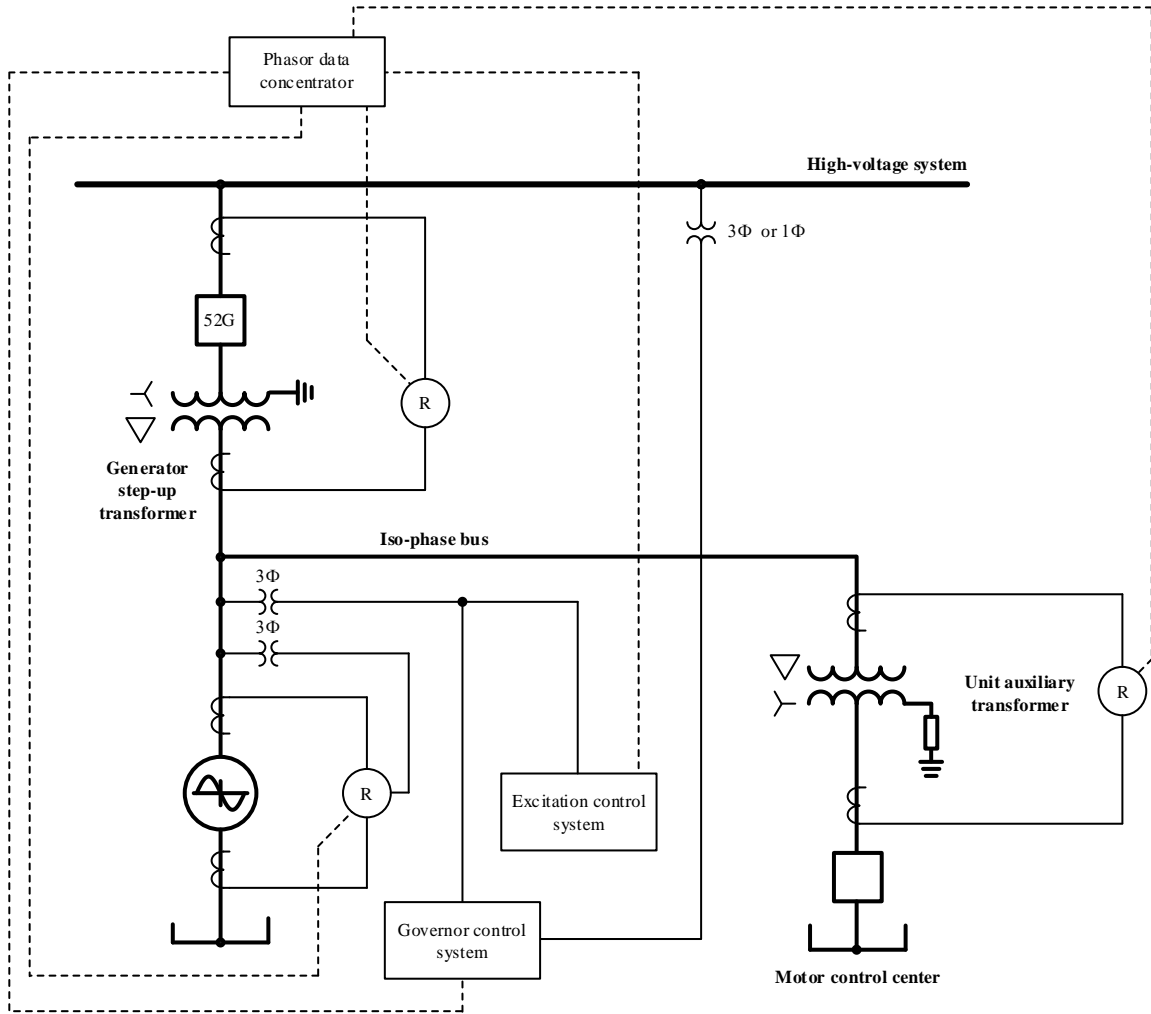 Phasor data
concentrator
High-voltage system
3Φ or 1Φ
52G
R
Generator
step-up
transformer
Iso-phase bus
3Φ
3Φ
Unit auxiliary
transformer
R
R
Excitation control
system
Governor control
system
Motor control center